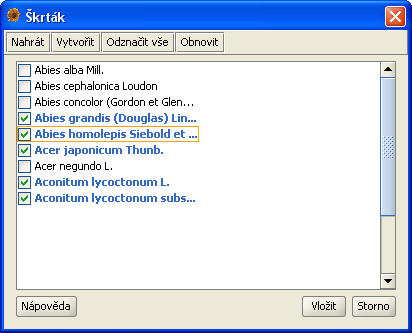 Škrták
Nahrát Vytvořit Odznačit vše Obnovit
Abies alba Mill.
Abies cephalonica Loudon
Abies concolor (Gordon et Glen...
Abies grandis (Douglas) Lin...
Abies homolepis Siebold et ...
Acer japonicum Thunb.
Acer negundo L.
Aconitum lycoctonum L.
Aconitum lycoctonum subs...
Nápověda Vložit Storno